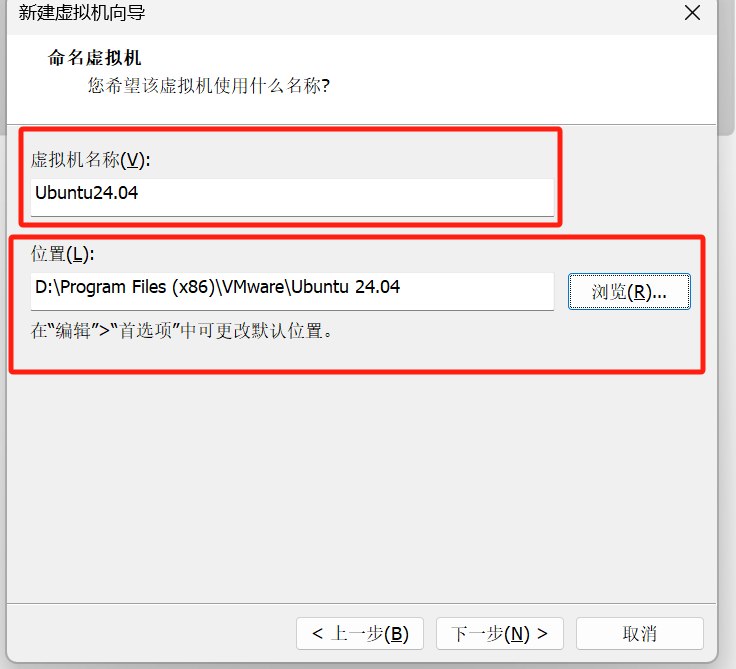 新建虚拟机向导
命名虚拟机
您希望该虚拟机使用什么名称?
虚拟机名称(V):
Ubuntu24.04
位置(L):
D:\Program Files (x86)\VMware\Ubuntu 24.04
浏览(R)...
在“编辑”>“首选项”中可更改默认位置。
< 上一步(B)
下一步(N) >
取消